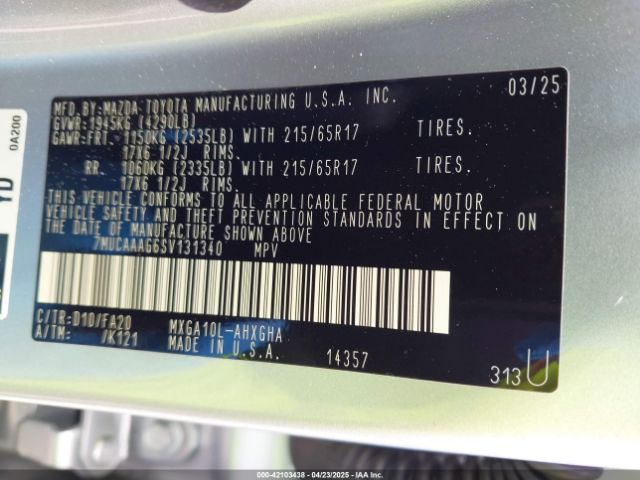 MFD.BY:MAZDA TOYOTA MANUFACTURING U.S.A. INC.
03/25
GVWR:1945KG (4290LB)
GAWR:FRT. 1150KG (2535LB) WITH 215/65R17 TIRES.
17X6 1/2J RIMS.
RR. 1060KG (2335LB) WITH 215/65R17 TIRES.
17X6 1/2J RIMS.
THIS VEHICLE CONFORMS TO ALL APPLICABLE FEDERAL MOTOR
VEHICLE SAFETY AND THEFT PREVENTION STANDARDS IN EFFECT ON
THE DATE OF MANUFACTURE SHOWN ABOVE
7MUCAAAG6SV131340 MPV
C/TR:D10/FA20 MXGA10L-AHXGHA
A/TM: /K121 MADE IN U.S.A. 14357
313U
0A200
YD
000-42103438 - 04/23/2025 - IAA Inc.